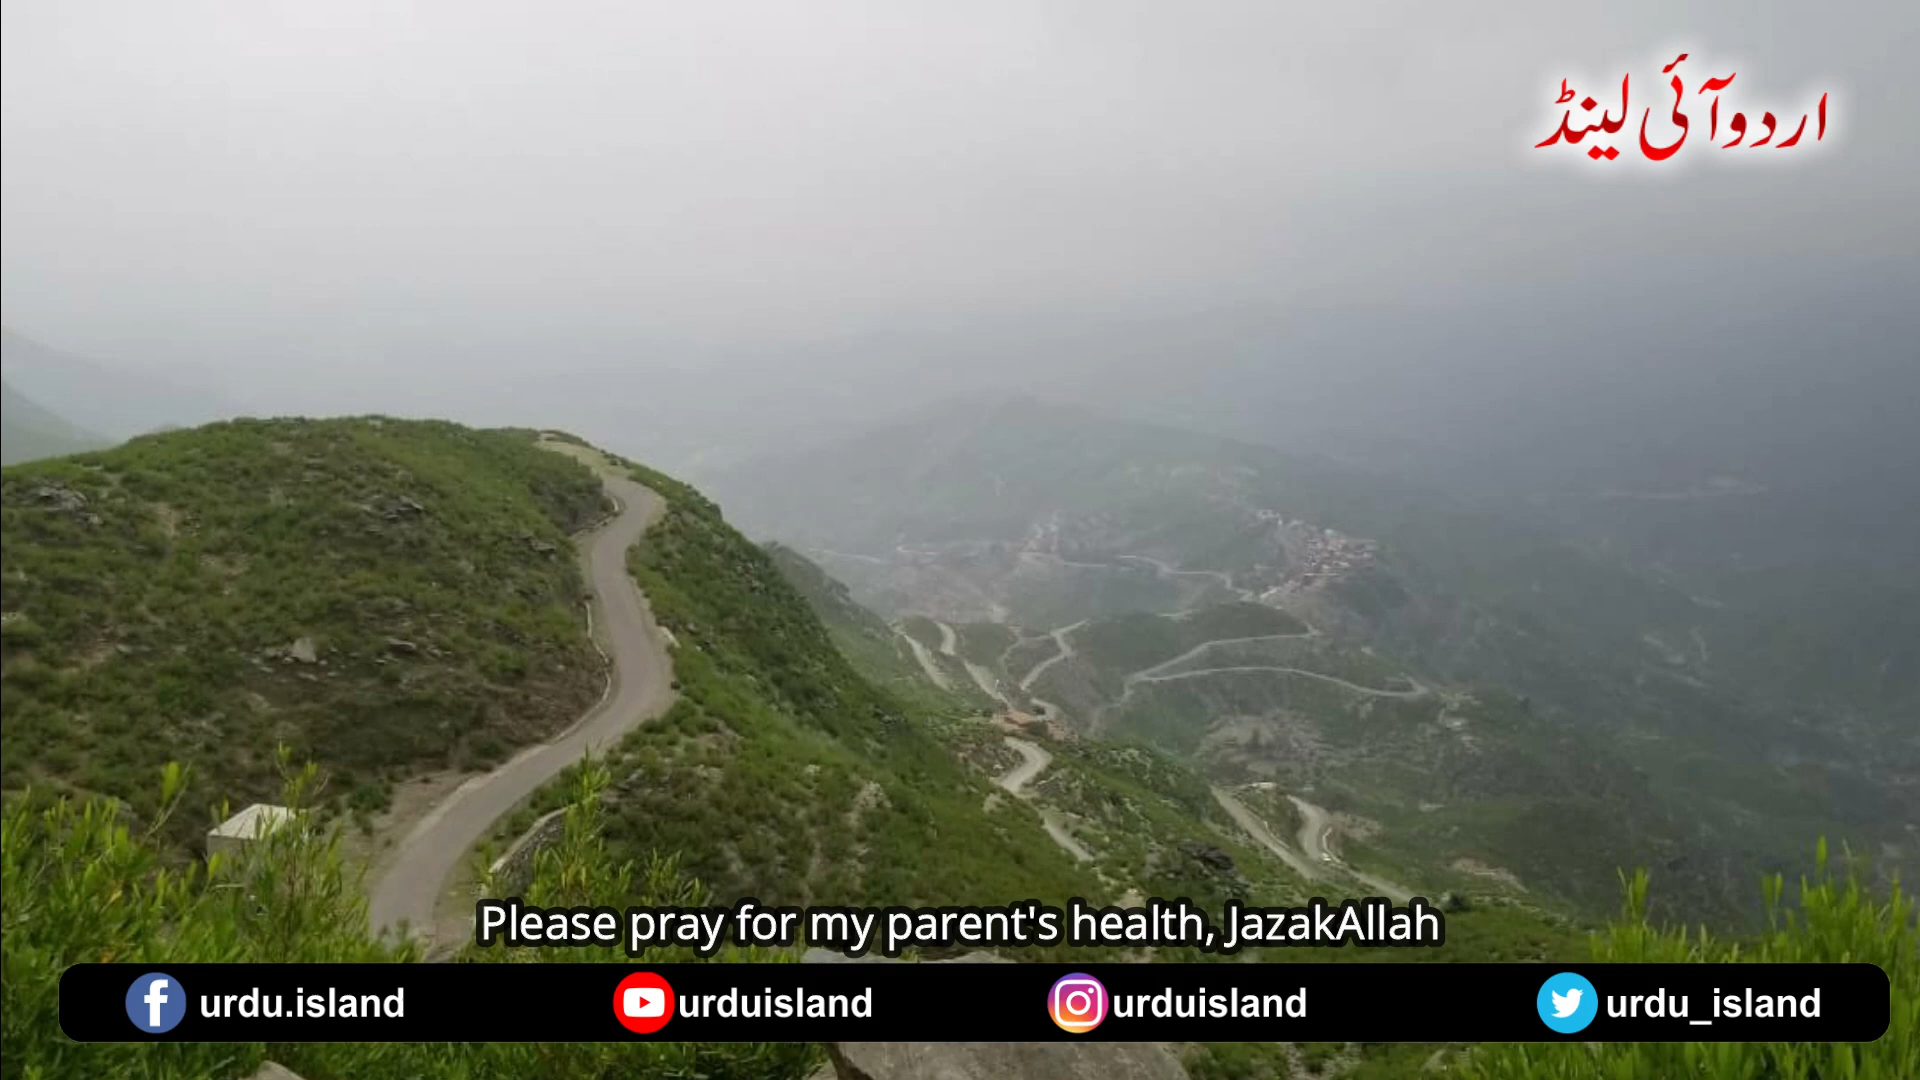 اردو آئی لینڈ
Please pray for my parent's health, JazakAllah
urdu.island
urduisland
urduisland
urdu_island